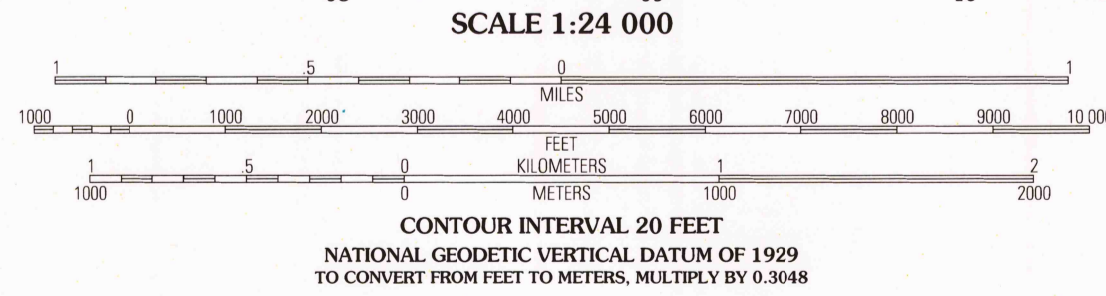 SCALE 1:24 000
1 .5 0 1
MILES
1000 0 1000 2000 3000 4000 5000 6000 7000 8000 9000 10 000
FEET
1 .5 0 KILOMETERS 1 2
1000 0 METERS 1000 2000
CONTOUR INTERVAL 20 FEET
NATIONAL GEODETIC VERTICAL DATUM OF 1929
TO CONVERT FROM FEET TO METERS, MULTIPLY BY 0.3048